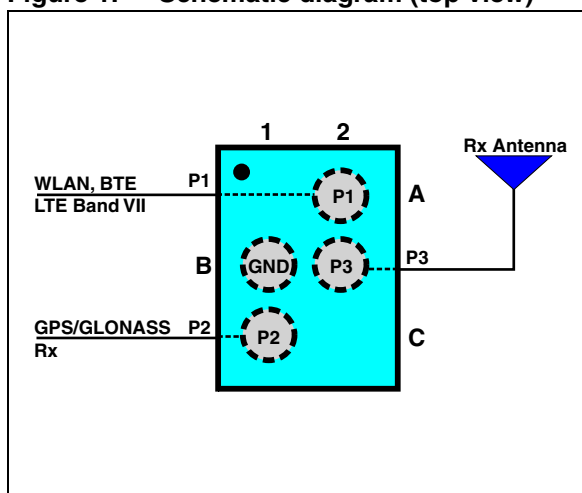 Figure 1. Schematic diagram (top view)
1 2
Rx Antenna
WLAN, BTE P1
LTE Band VII
P1
A
B
GND
P3
P3
GPS/GLONASS P2
Rx
P2
C